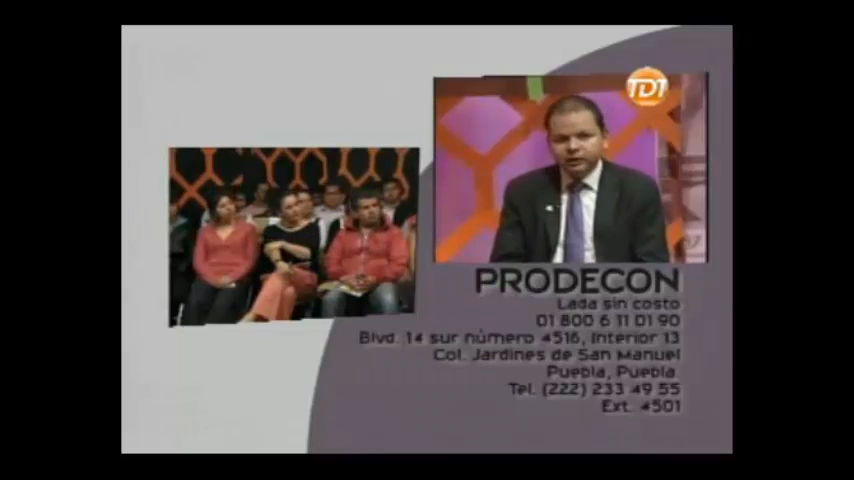 TDT
PRODECON
Lada sin costo
01 800 6 11 01 90
Blvd. 14 sur número 4516, Interior 13
Col. Jardines de San Manuel
Puebla, Puebla.
Tel. (222) 233 49 55
Ext. 4501